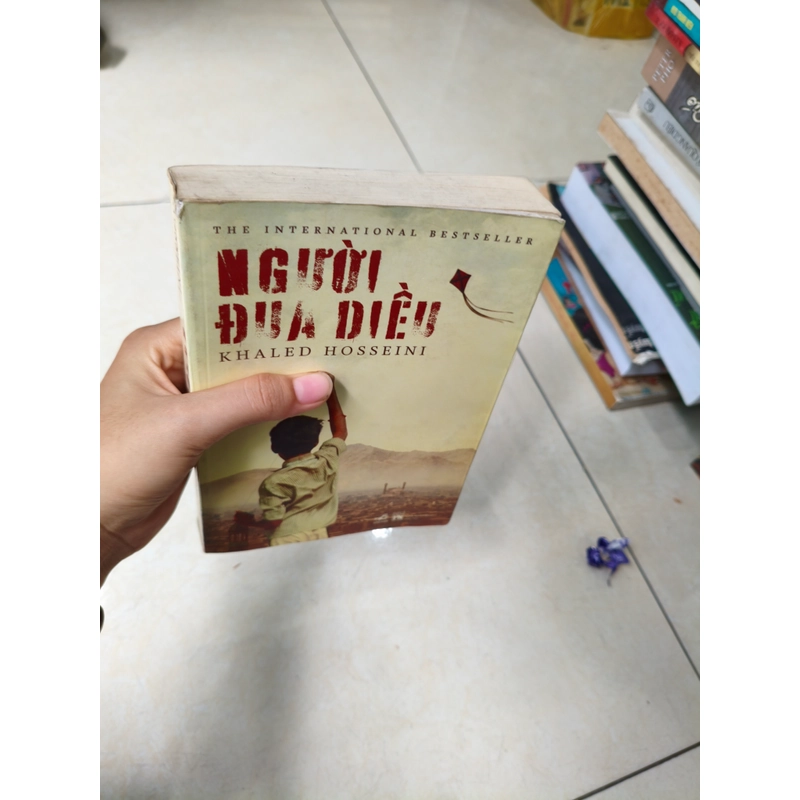 THE INTERNATIONAL BESTSELLER
NGƯỜI
ĐUA DIỀU
KHALED HOSSEINI